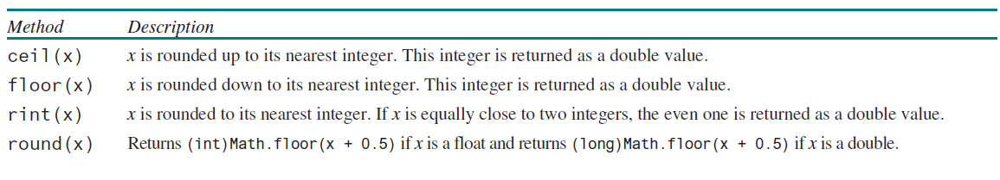 Method Description
ceil(x) x is rounded up to its nearest integer. This integer is returned as a double value.
floor(x) x is rounded down to its nearest integer. This integer is returned as a double value.
rint(x) x is rounded to its nearest integer. If x is equally close to two integers, the even one is returned as a double value.
round(x) Returns (int)Math.floor(x + 0.5) if x is a float and returns (long)Math.floor(x + 0.5) if x is a double.